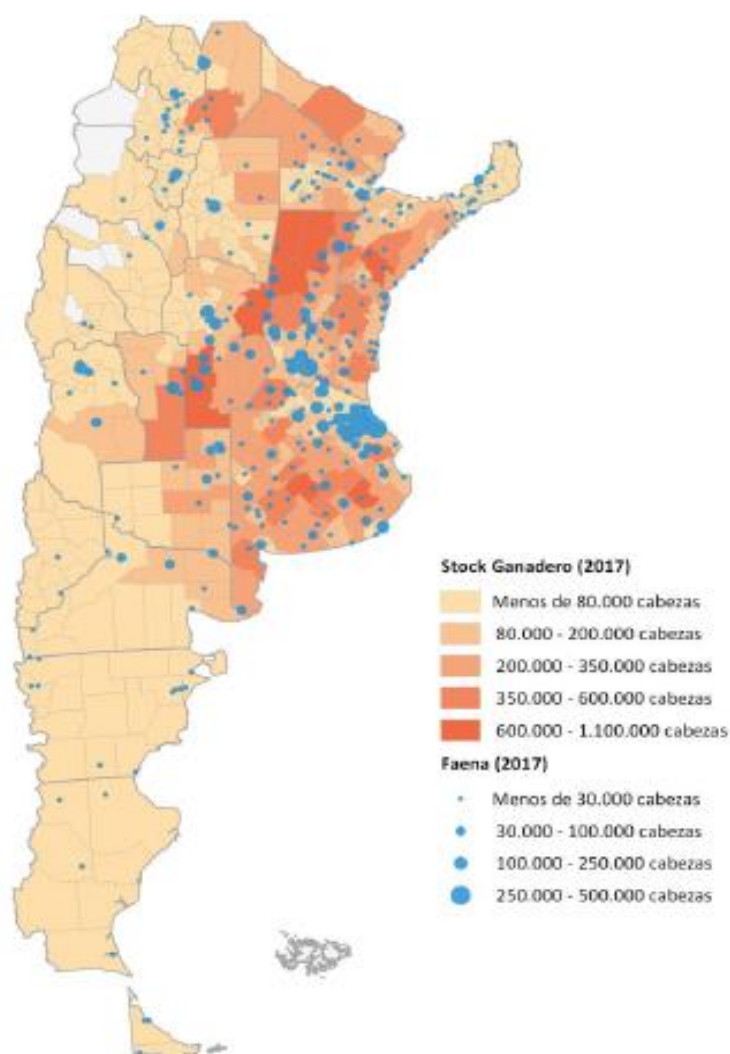 Stock Ganadero (2017)
Menos de 80.000 cabezas
80.000 - 200.000 cabezas
200.000 - 350.000 cabezas
350.000 - 600.000 cabezas
600.000 - 1.100.000 cabezas
Faena (2017)
Menos de 30.000 cabezas
30.000 - 100.000 cabezas
100.000 - 250.000 cabezas
250.000 - 500.000 cabezas